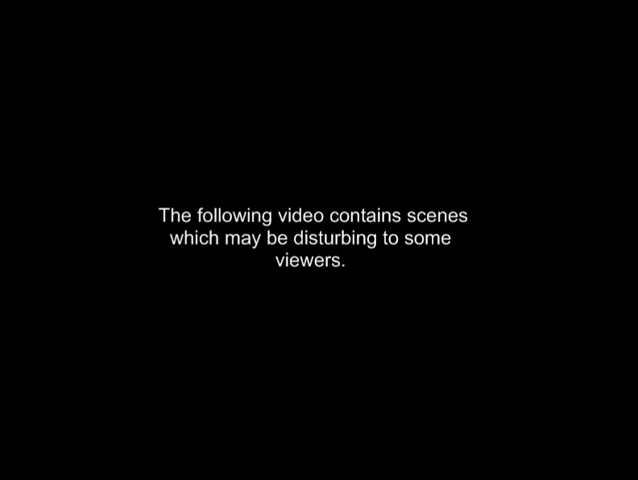 The following video contains scenes
which may be disturbing to some
viewers.